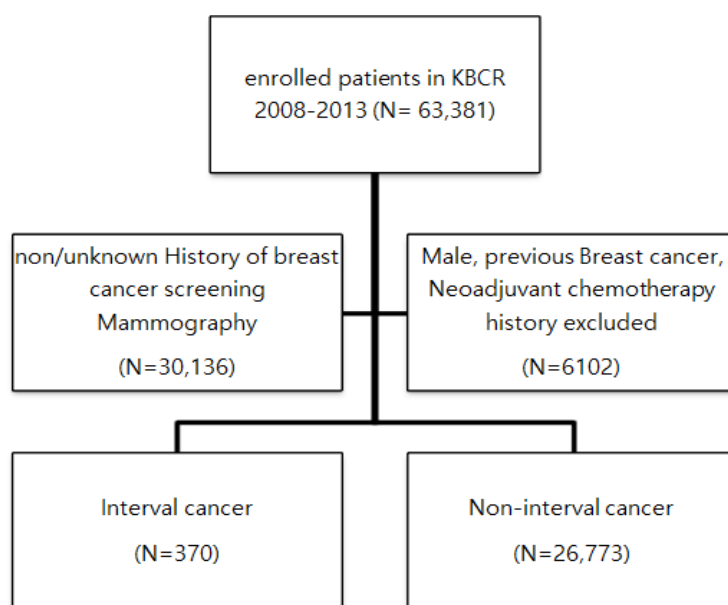 enrolled patients in KBCR
2008-2013 (N= 63,381)
non/unknown History of breast
cancer screening
Mammography
(N=30,136)
Male, previous Breast cancer,
Neoadjuvant chemotherapy
history excluded
(N=6102)
Interval cancer
(N=370)
Non-interval cancer
(N=26,773)